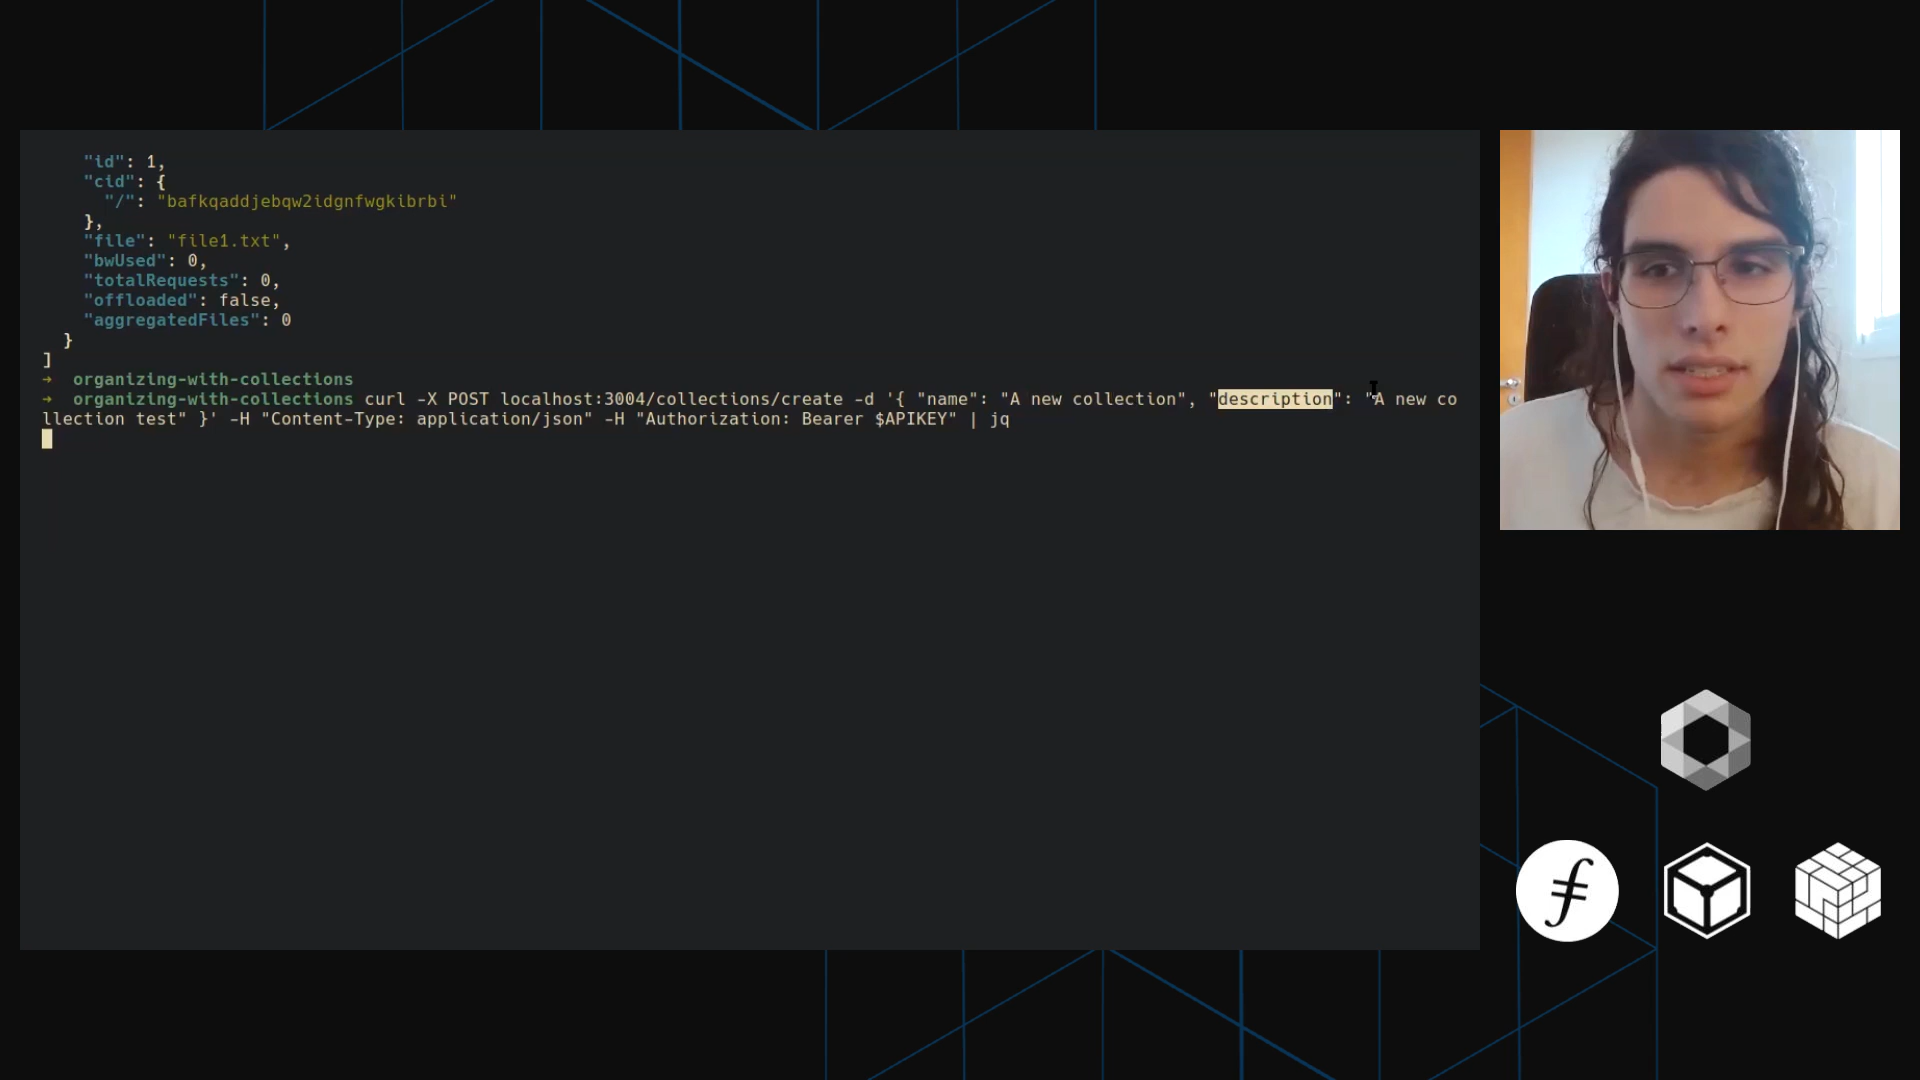 "id": 1,
"cid": {
"/": "bafkqaddjebqw2idgnfwgkibrbi"
},
"file": "file1.txt",
"bwUsed": 0,
"totalRequests": 0,
"offloaded": false,
"aggregatedFiles": 0
}
]
→ organizing-with-collections
→ organizing-with-collections curl -X POST localhost:3004/collections/create -d '{ "name": "A new collection", "description": "A new co
llection test" }' -H "Content-Type: application/json" -H "Authorization: Bearer $APIKEY" | jq